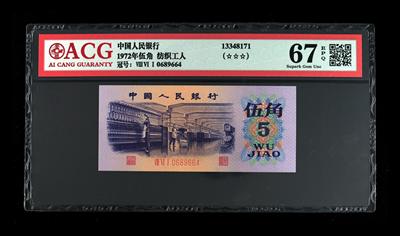 ACG
AI CANG GUARANTY
中国人民银行
1972年伍角 纺织工人
冠号: VIII VI I 0689664
13348171
(☆☆☆)
67 EPQ
Superb Gem Unc
中國人民銀行
伍角
5
WU
JIAO
VIII VI I 0689664